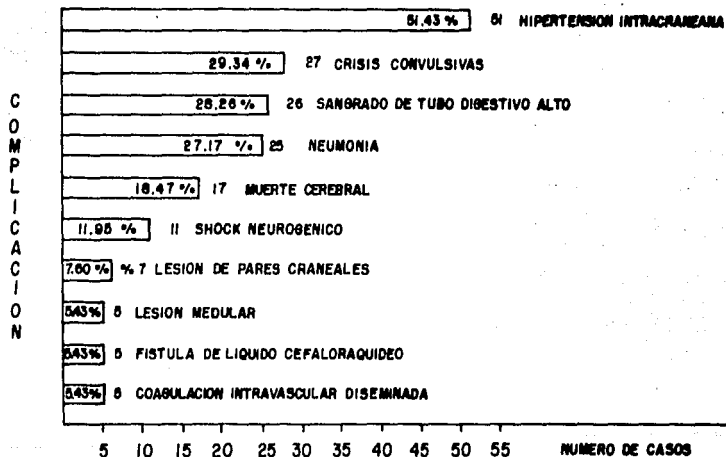 51,43 % 51 HIPERTENSION INTRACRANEANA
29,34 % 27 CRISIS CONVULSIVAS
28,26 % 26 SANGRADO DE TUBO DIGESTIVO ALTO
27.17 % 25 NEUMONIA
18,47 % 17 MUERTE CEREBRAL
11.95 % 11 SHOCK NEUROGENICO
7.60 % % 7 LESION DE PARES CRANEALES
5.43% 5 LESION MEDULAR
5.43% 5 FISTULA DE LIQUIDO CEFALORAQUIDEO
5.43% 5 COAGULACION INTRAVASCULAR DISEMINADA
COMPLICACION
5 10 15 20 25 30 35 40 45 50 55 NUMERO DE CASOS